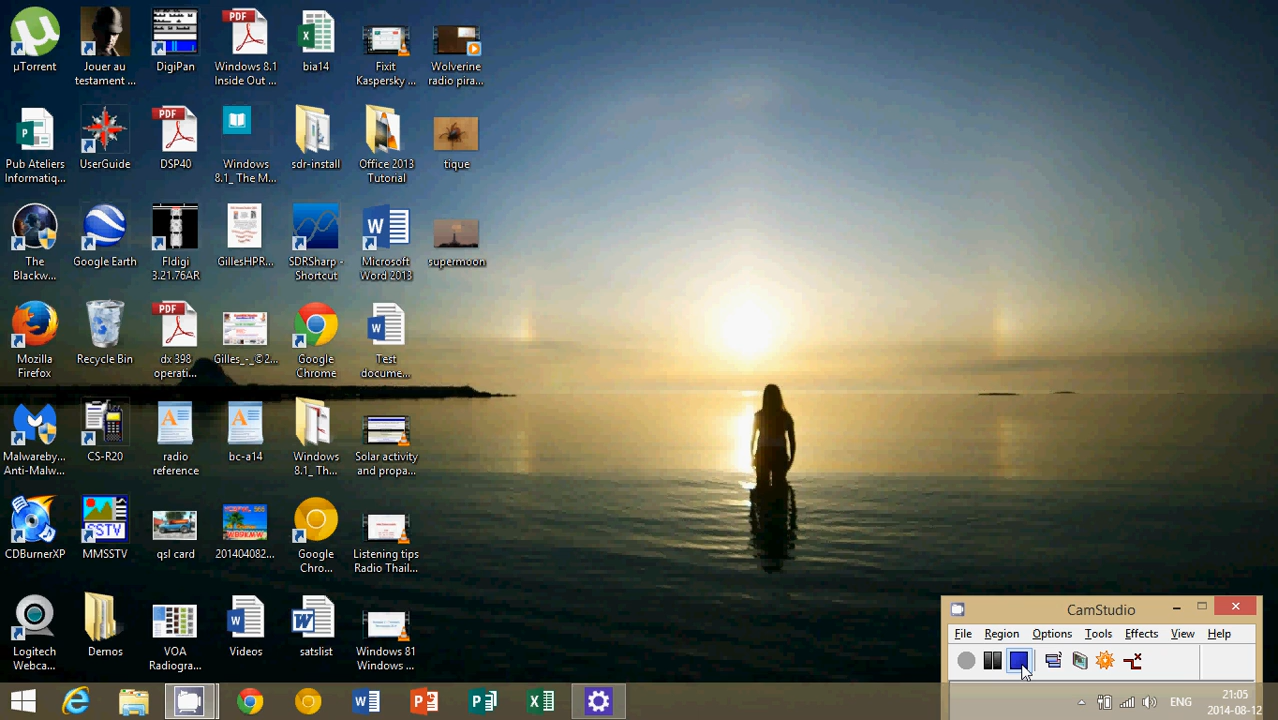 µTorrent
Jouer au
testament ...
DigiPan
Windows 8.1
Inside Out ...
bia14
Fixit
Kaspersky ...
Wolverine
radio pira...
Pub Ateliers
Informatiq...
UserGuide
PDF
DSP40
Windows
8.1_ The M...
sdr-install
Office 2013
Tutorial
tique
The
Blackw...
Google Earth
Fldigi
3.21.76AR
GillesHPR...
SDRSharp -
Shortcut
Microsoft
Word 2013
supermoon
Mozilla
Firefox
Recycle Bin
PDF
dx 398
operati...
Gilles_-_©2...
Google
Chrome
Test
docume...
Malwareby...
Anti-Malw...
CS-R20
radio
reference
bc-a14
Windows
8.1_ Th...
Solar activity
and propa...
CDBurnerXP
SSTV
MMSSTV
qsl card
201404082...
Google
Chro...
Listening tips
Radio Thail...
Logitech
Webca...
Demos
VOA
Radiogra...
Videos
satslist
Windows 81
Windows ...
CamStudio
File Region Options Tools Effects View Help
ENG
21:05
2014-08-12